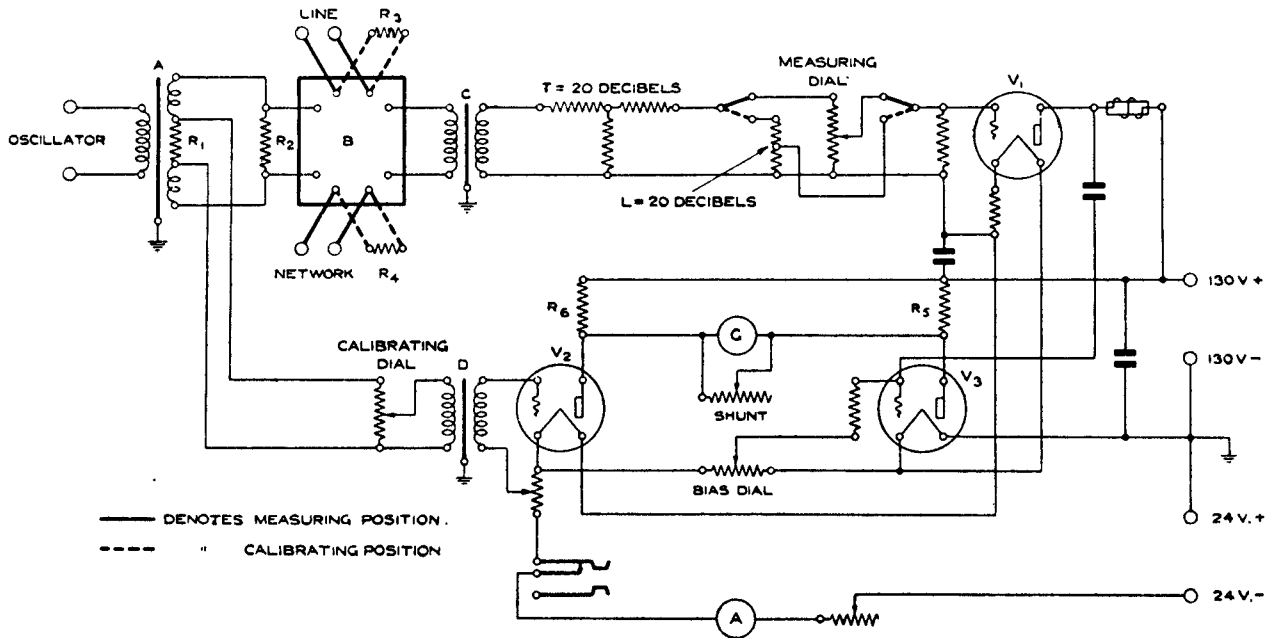 LINE
R3
A
OSCILLATOR
R1
R2
B
C
T = 20 DECIBELS
MEASURING
DIAL
V1
L = 20 DECIBELS
NETWORK
R4
130V+
R6
R5
G
CALIBRATING
DIAL
D
V2
V3
130V-
SHUNT
BIAS DIAL
DENOTES MEASURING POSITION.
" CALIBRATING POSITION
24V.+
A
24V.-